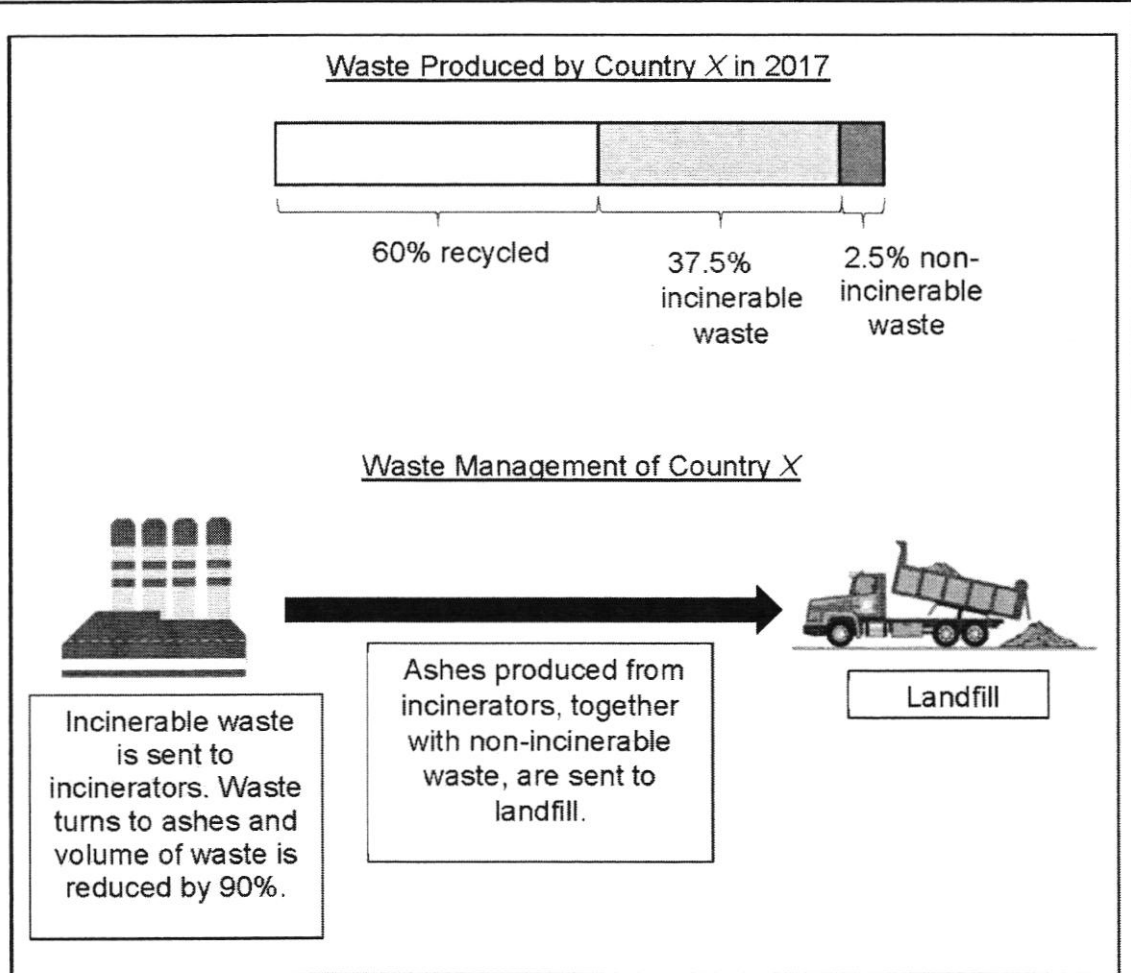 Waste Produced by Country X in 2017
60% recycled
37.5%
incinerable
waste
2.5% non-
incinerable
waste
Waste Management of Country X
Incinerable waste
is sent to
incinerators. Waste
turns to ashes and
volume of waste is
reduced by 90%.
Ashes produced from
incinerators, together
with non-incinerable
waste, are sent to
landfill.
Landfill